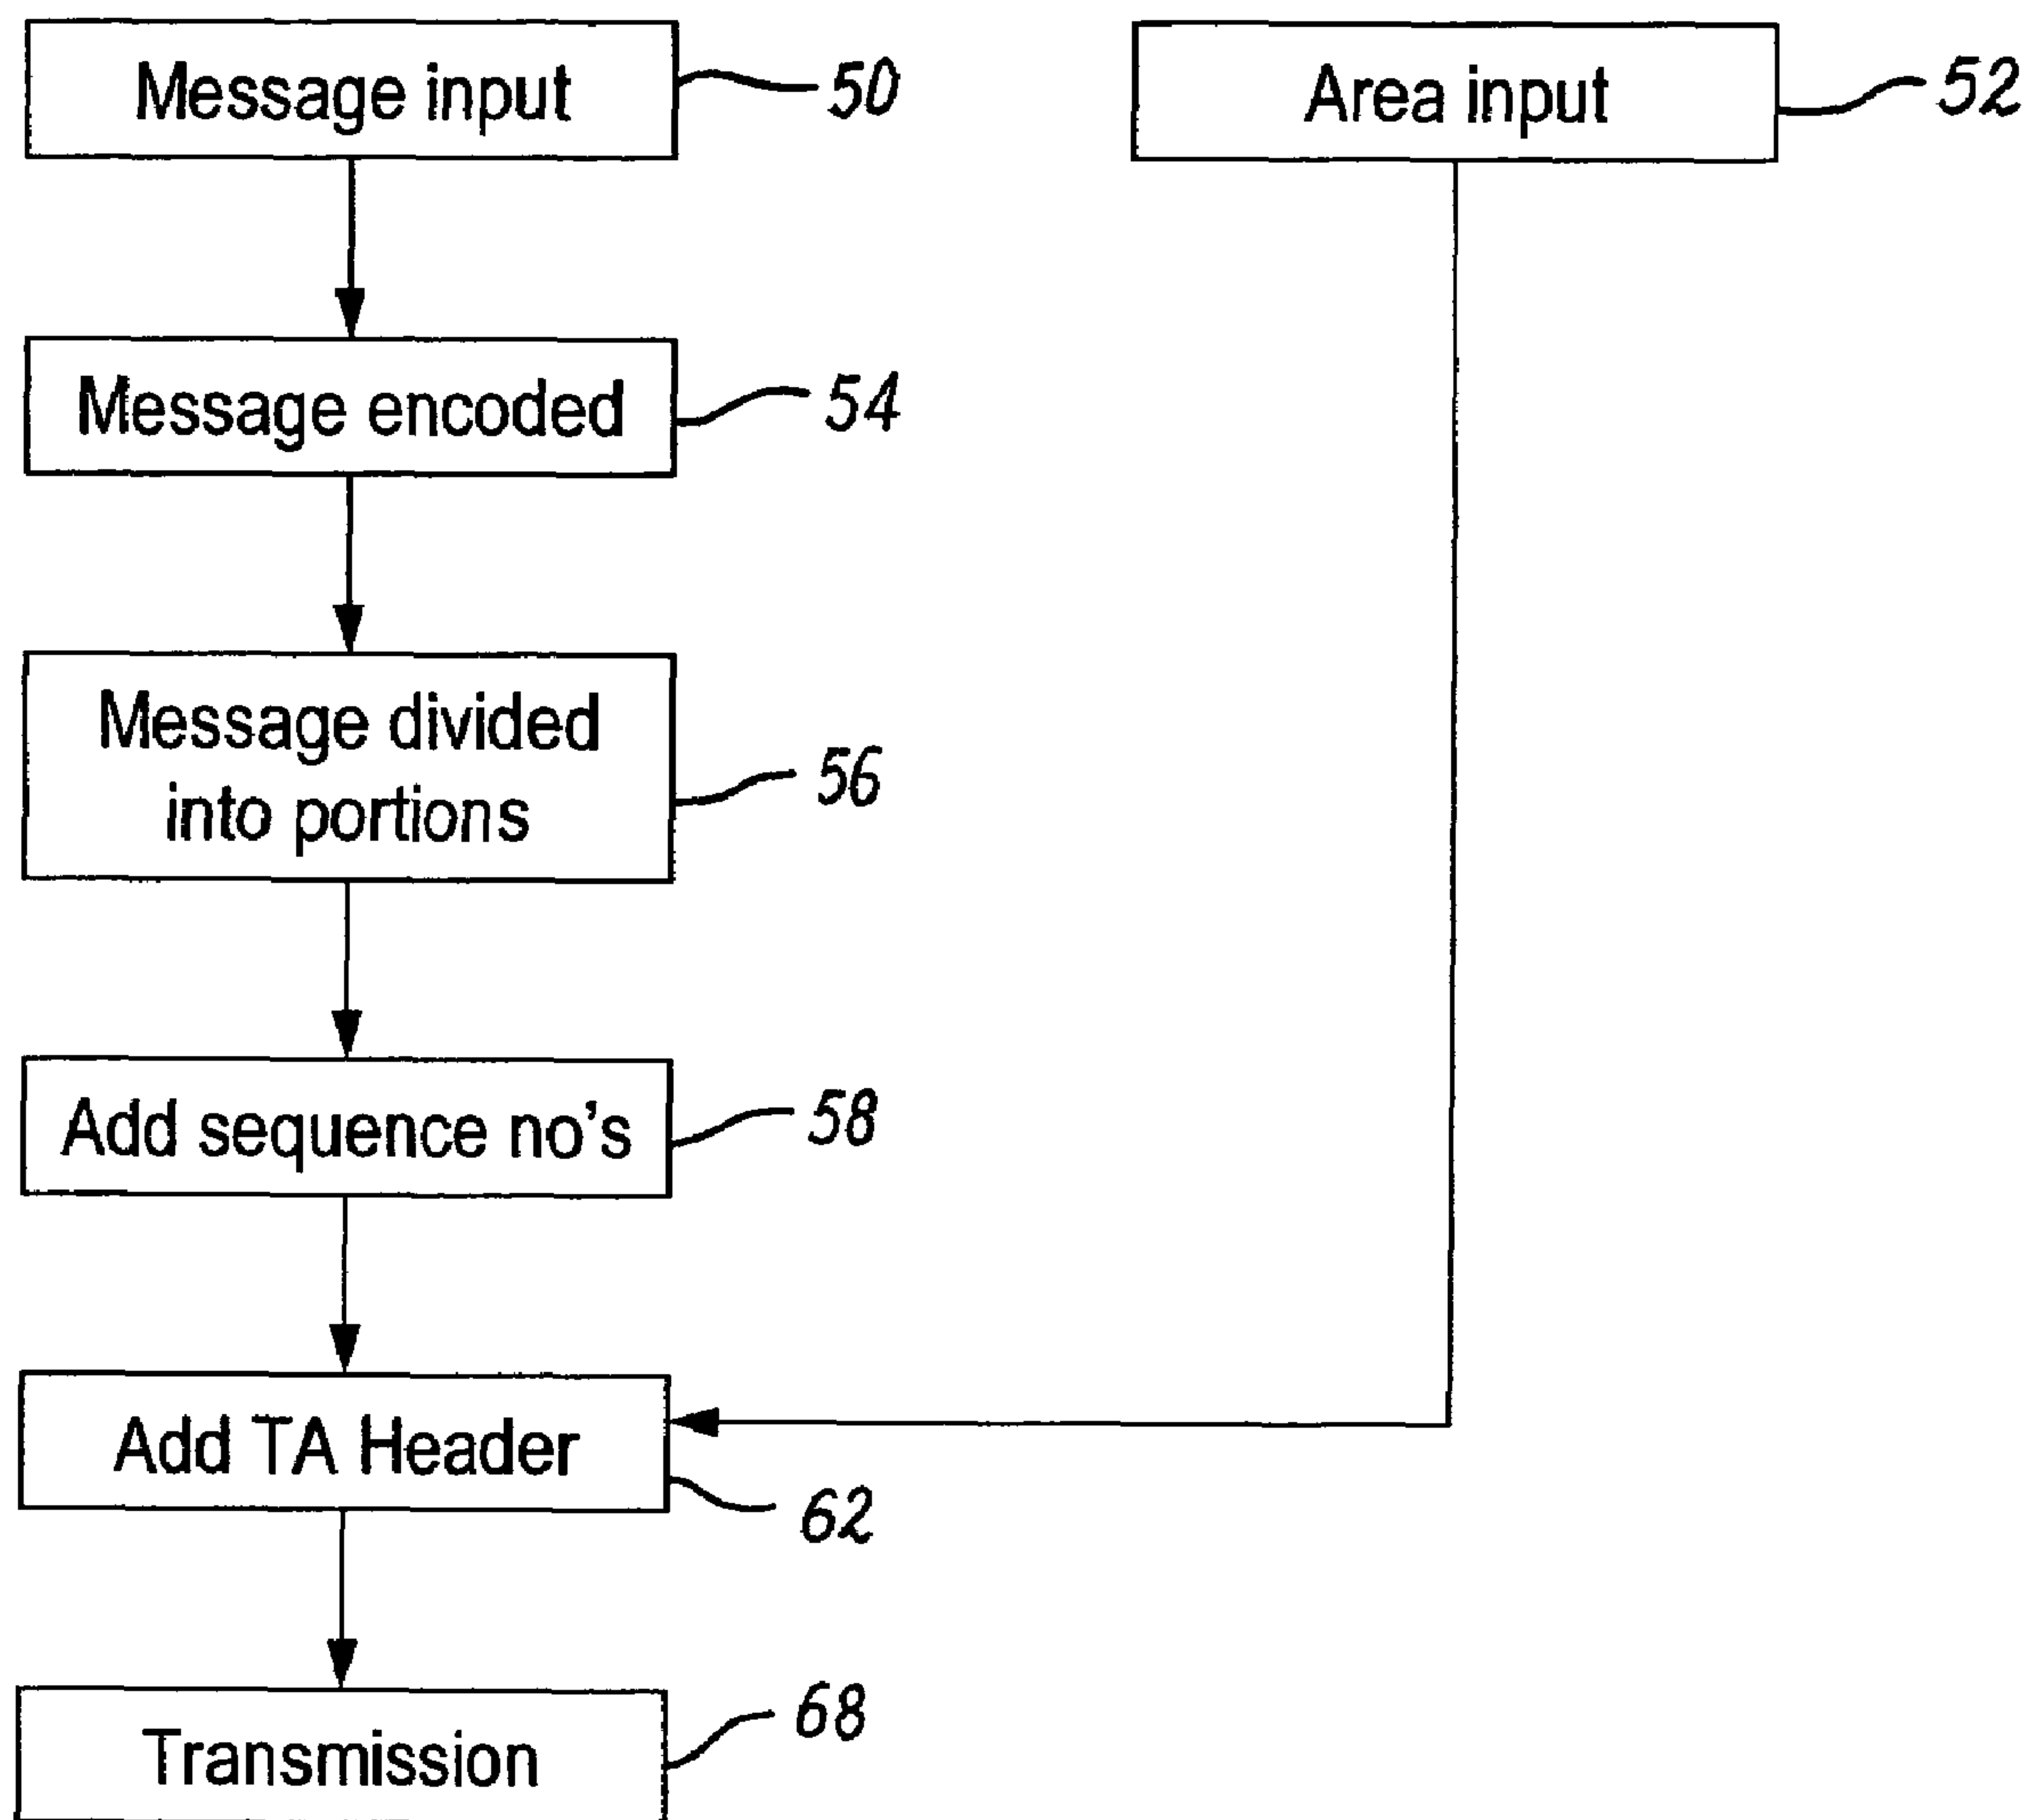 Message input
50
Area input
52
Message encoded
54
Message divided
into portions
56
Add sequence no's
58
Add TA Header
62
Transmission
68